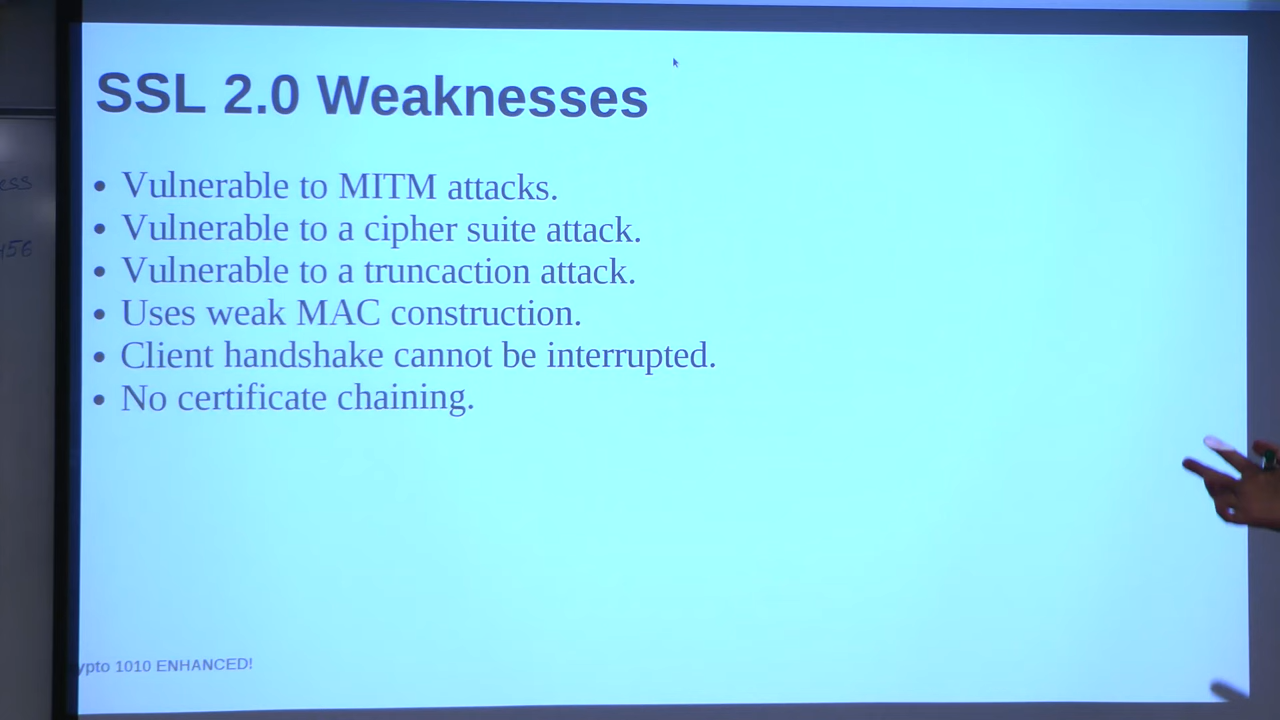 SSL 2.0 Weaknesses
• Vulnerable to MITM attacks.
• Vulnerable to a cipher suite attack.
• Vulnerable to a truncaction attack.
• Uses weak MAC construction.
• Client handshake cannot be interrupted.
• No certificate chaining.
ypto 1010 ENHANCED!